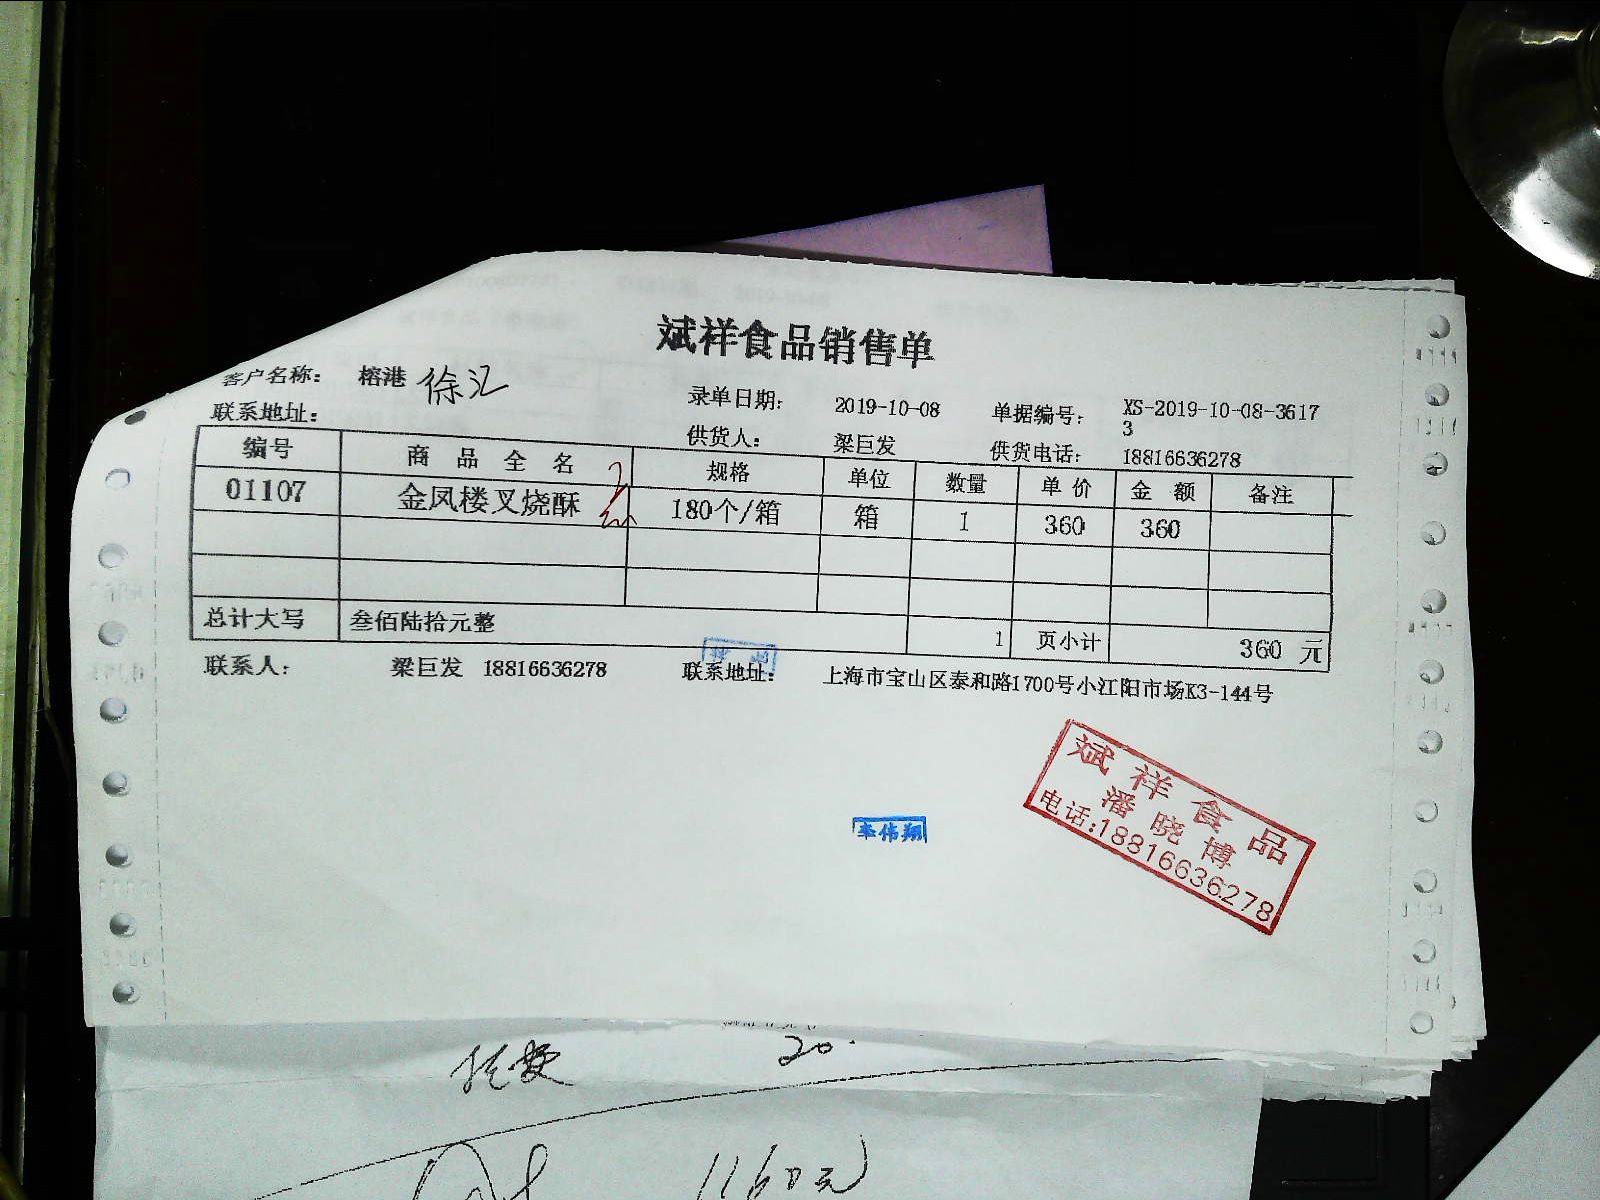 斌祥食品销售单
客户名称： 榕港 徐汇
录单日期： 2019-10-08 单据编号： XS-2019-10-08-3617
3
联系地址：
供货人： 梁巨发 供货电话： 18816636278
编号 商 品 全 名 规格 单位 数量 单 价 金 额 备注
01107 金凤楼叉烧酥 180个/箱 箱 1 360 360
总计大写 叁佰陆拾元整 1 页小计 360 元
联系人： 梁巨发 18816636278 联系地址： 上海市宝山区泰和路1700号小江阳市场K3-144号
斌祥食品
潘晓博
电话:18816636278
李伟翔
20.
1160元